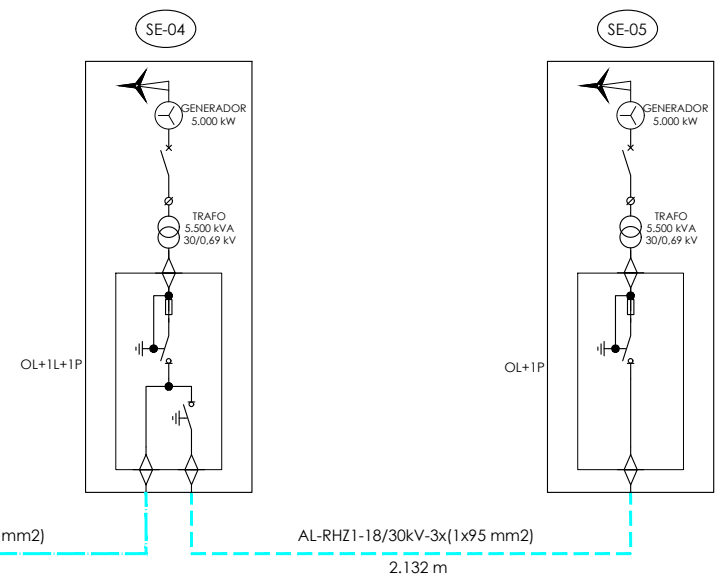 SE-04
SE-05
GENERADOR
5.000 kW
GENERADOR
5.000 kW
TRAFO
5.500 kVA
30/0,69 kV
TRAFO
5.500 kVA
30/0,69 kV
OL+1L+1P
OL+1P
mm2)
AL-RHZ1-18/30kV-3x(1x95 mm2)
2.132 m